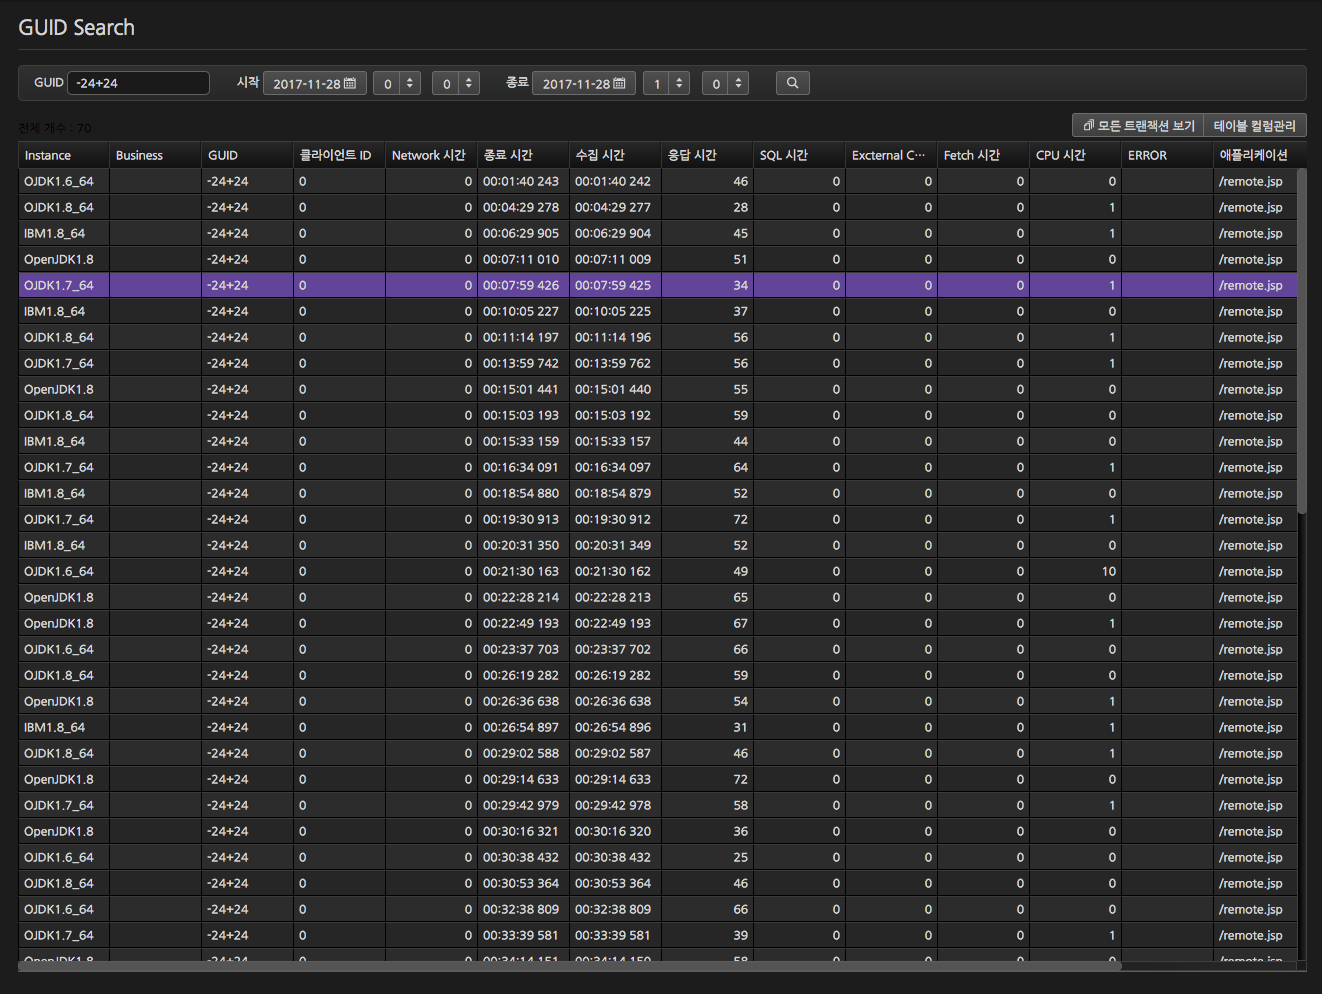 GUID Search
GUID -24+24 시작 2017-11-28 0 0 종료 2017-11-28 1 0
전체 개수 : 70 모든 트랜잭션 보기 테이블 컬럼관리
Instance Business GUID 클라이언트 ID Network 시간 종료 시간 수집 시간 응답 시간 SQL 시간 Excternal C··· Fetch 시간 CPU 시간 ERROR 애플리케이션
OJDK1.6_64 -24+24 0 0 00:01:40 243 00:01:40 242 46 0 0 0 0 /remote.jsp
OJDK1.8_64 -24+24 0 0 00:04:29 278 00:04:29 277 28 0 0 0 1 /remote.jsp
IBM1.8_64 -24+24 0 0 00:06:29 905 00:06:29 904 45 0 0 0 1 /remote.jsp
OpenJDK1.8 -24+24 0 0 00:07:11 010 00:07:11 009 51 0 0 0 0 /remote.jsp
OJDK1.7_64 -24+24 0 0 00:07:59 426 00:07:59 425 34 0 0 0 1 /remote.jsp
IBM1.8_64 -24+24 0 0 00:10:05 227 00:10:05 225 37 0 0 0 0 /remote.jsp
OJDK1.8_64 -24+24 0 0 00:11:14 197 00:11:14 196 56 0 0 0 1 /remote.jsp
OJDK1.7_64 -24+24 0 0 00:13:59 742 00:13:59 762 56 0 0 0 1 /remote.jsp
OpenJDK1.8 -24+24 0 0 00:15:01 441 00:15:01 440 55 0 0 0 0 /remote.jsp
OJDK1.8_64 -24+24 0 0 00:15:03 193 00:15:03 192 59 0 0 0 0 /remote.jsp
IBM1.8_64 -24+24 0 0 00:15:33 159 00:15:33 157 44 0 0 0 0 /remote.jsp
OJDK1.7_64 -24+24 0 0 00:16:34 091 00:16:34 097 64 0 0 0 1 /remote.jsp
IBM1.8_64 -24+24 0 0 00:18:54 880 00:18:54 879 52 0 0 0 0 /remote.jsp
OJDK1.7_64 -24+24 0 0 00:19:30 913 00:19:30 912 72 0 0 0 1 /remote.jsp
IBM1.8_64 -24+24 0 0 00:20:31 350 00:20:31 349 52 0 0 0 0 /remote.jsp
OJDK1.6_64 -24+24 0 0 00:21:30 163 00:21:30 162 49 0 0 0 10 /remote.jsp
OpenJDK1.8 -24+24 0 0 00:22:28 214 00:22:28 213 65 0 0 0 0 /remote.jsp
OpenJDK1.8 -24+24 0 0 00:22:49 193 00:22:49 193 67 0 0 0 1 /remote.jsp
OJDK1.6_64 -24+24 0 0 00:23:37 703 00:23:37 702 66 0 0 0 0 /remote.jsp
OJDK1.8_64 -24+24 0 0 00:26:19 282 00:26:19 282 59 0 0 0 0 /remote.jsp
OpenJDK1.8 -24+24 0 0 00:26:36 638 00:26:36 638 54 0 0 0 1 /remote.jsp
IBM1.8_64 -24+24 0 0 00:26:54 897 00:26:54 896 31 0 0 0 1 /remote.jsp
OJDK1.8_64 -24+24 0 0 00:29:02 588 00:29:02 587 46 0 0 0 1 /remote.jsp
OpenJDK1.8 -24+24 0 0 00:29:14 633 00:29:14 633 72 0 0 0 0 /remote.jsp
OJDK1.7_64 -24+24 0 0 00:29:42 979 00:29:42 978 58 0 0 0 1 /remote.jsp
OpenJDK1.8 -24+24 0 0 00:30:16 321 00:30:16 320 36 0 0 0 0 /remote.jsp
OJDK1.6_64 -24+24 0 0 00:30:38 432 00:30:38 432 25 0 0 0 0 /remote.jsp
OJDK1.8_64 -24+24 0 0 00:30:53 364 00:30:53 364 46 0 0 0 0 /remote.jsp
OJDK1.6_64 -24+24 0 0 00:32:38 809 00:32:38 809 66 0 0 0 0 /remote.jsp
OJDK1.7_64 -24+24 0 0 00:33:39 581 00:33:39 581 39 0 0 0 1 /remote.jsp
OpenJDK1.8 -24+24 0 0 00:34:14 151 00:34:14 150 58 0 0 0 0 /remote.jsp